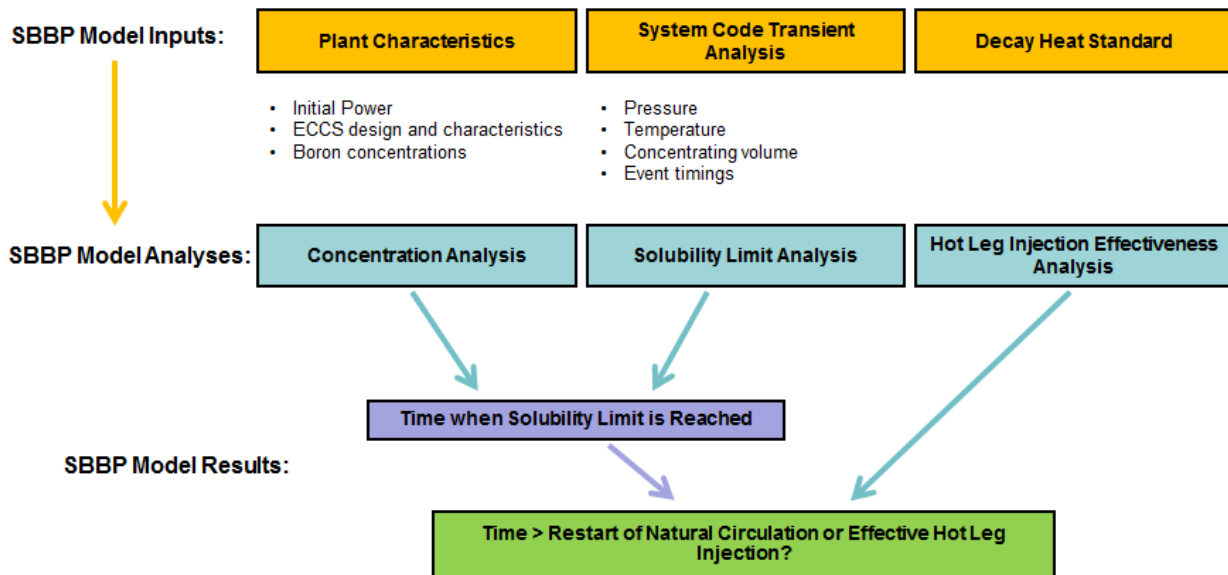 SBBP Model Inputs:
Plant Characteristics
System Code Transient
Analysis
Decay Heat Standard
• Initial Power
• ECCS design and characteristics
• Boron concentrations
• Pressure
• Temperature
• Concentrating volume
• Event timings
SBBP Model Analyses:
Concentration Analysis
Solubility Limit Analysis
Hot Leg Injection Effectiveness
Analysis
Time when Solubility Limit is Reached
SBBP Model Results:
Time > Restart of Natural Circulation or Effective Hot Leg
Injection?